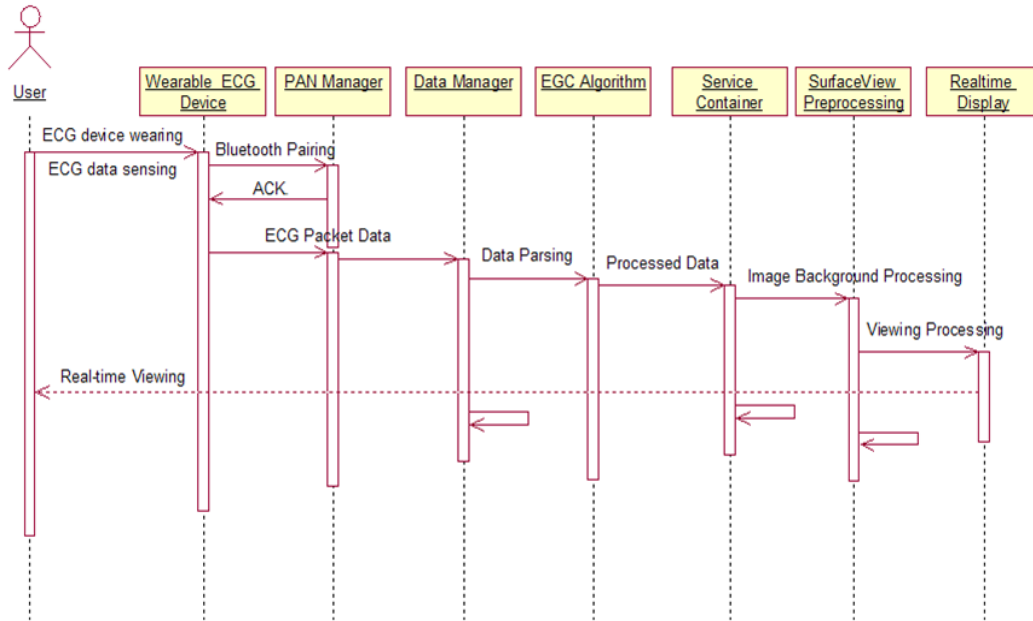 User
Wearable ECG
Device
PAN Manager
Data Manager
EGC Algorithm
Service
Container
SurfaceView
Preprocessing
Realtime
Display
ECG device wearing
ECG data sensing
Bluetooth Pairing
ACK.
ECG Packet Data
Data Parsing
Processed Data
Image Background Processing
Viewing Processing
Real-time Viewing